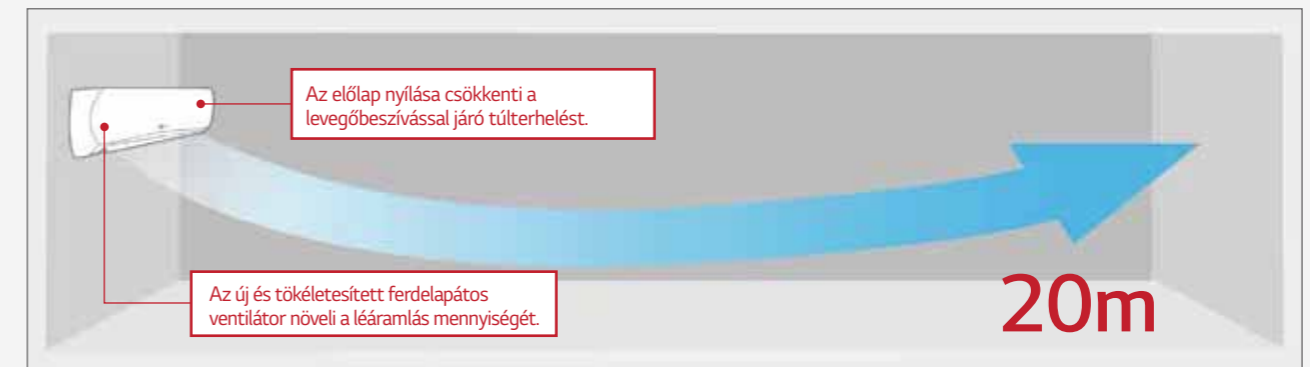 Az előlap nyílása csökkenti a
levegőbeszívással járó túlterhelést.
Az új és tökéletesített ferdelapátos
ventilátor növeli a léáramlás mennyiségét.
20m